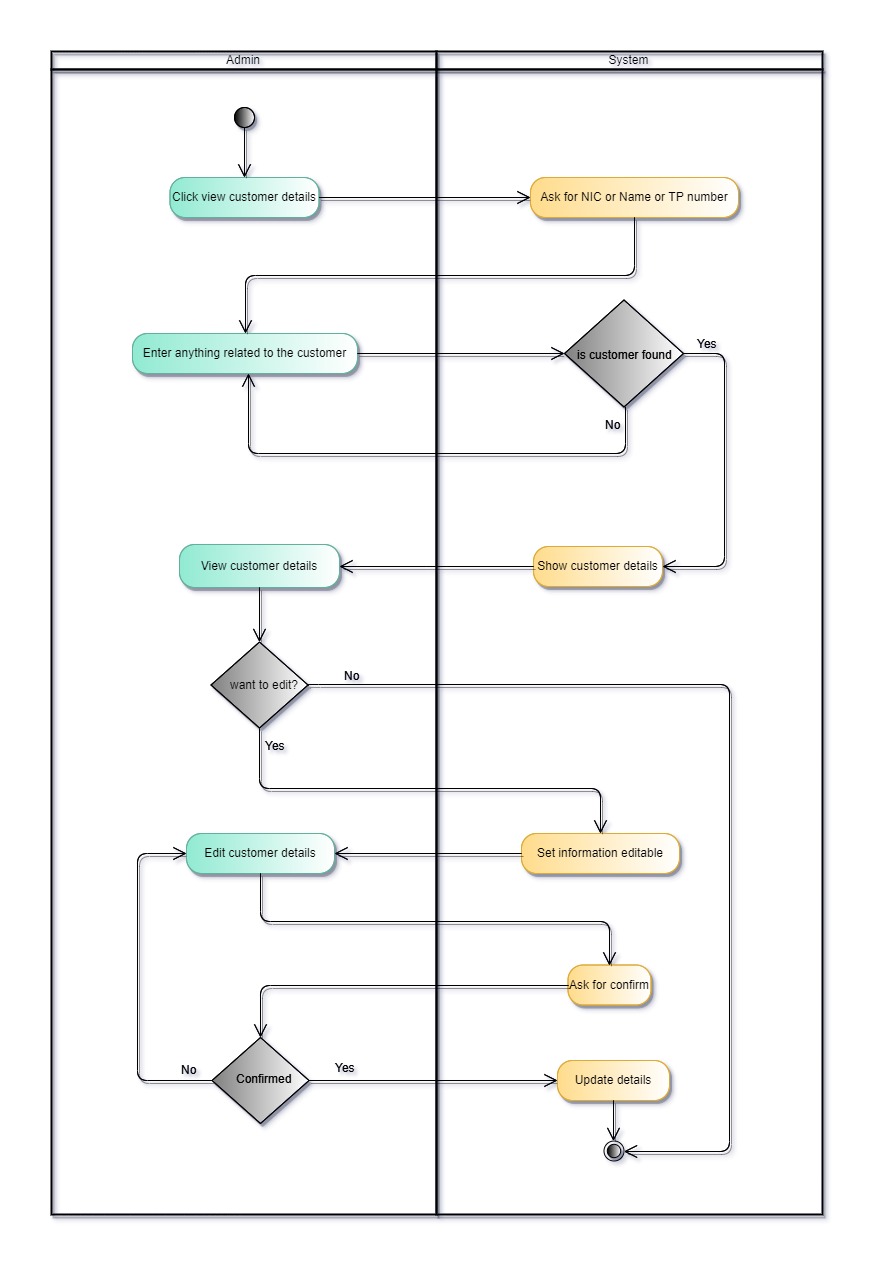 Admin
System
Click view customer details
Ask for NIC or Name or TP number
Enter anything related to the customer
is customer found
Yes
No
View customer details
Show customer details
want to edit?
No
Yes
Edit customer details
Set information editable
Ask for confirm
No
Confirmed
Yes
Update details